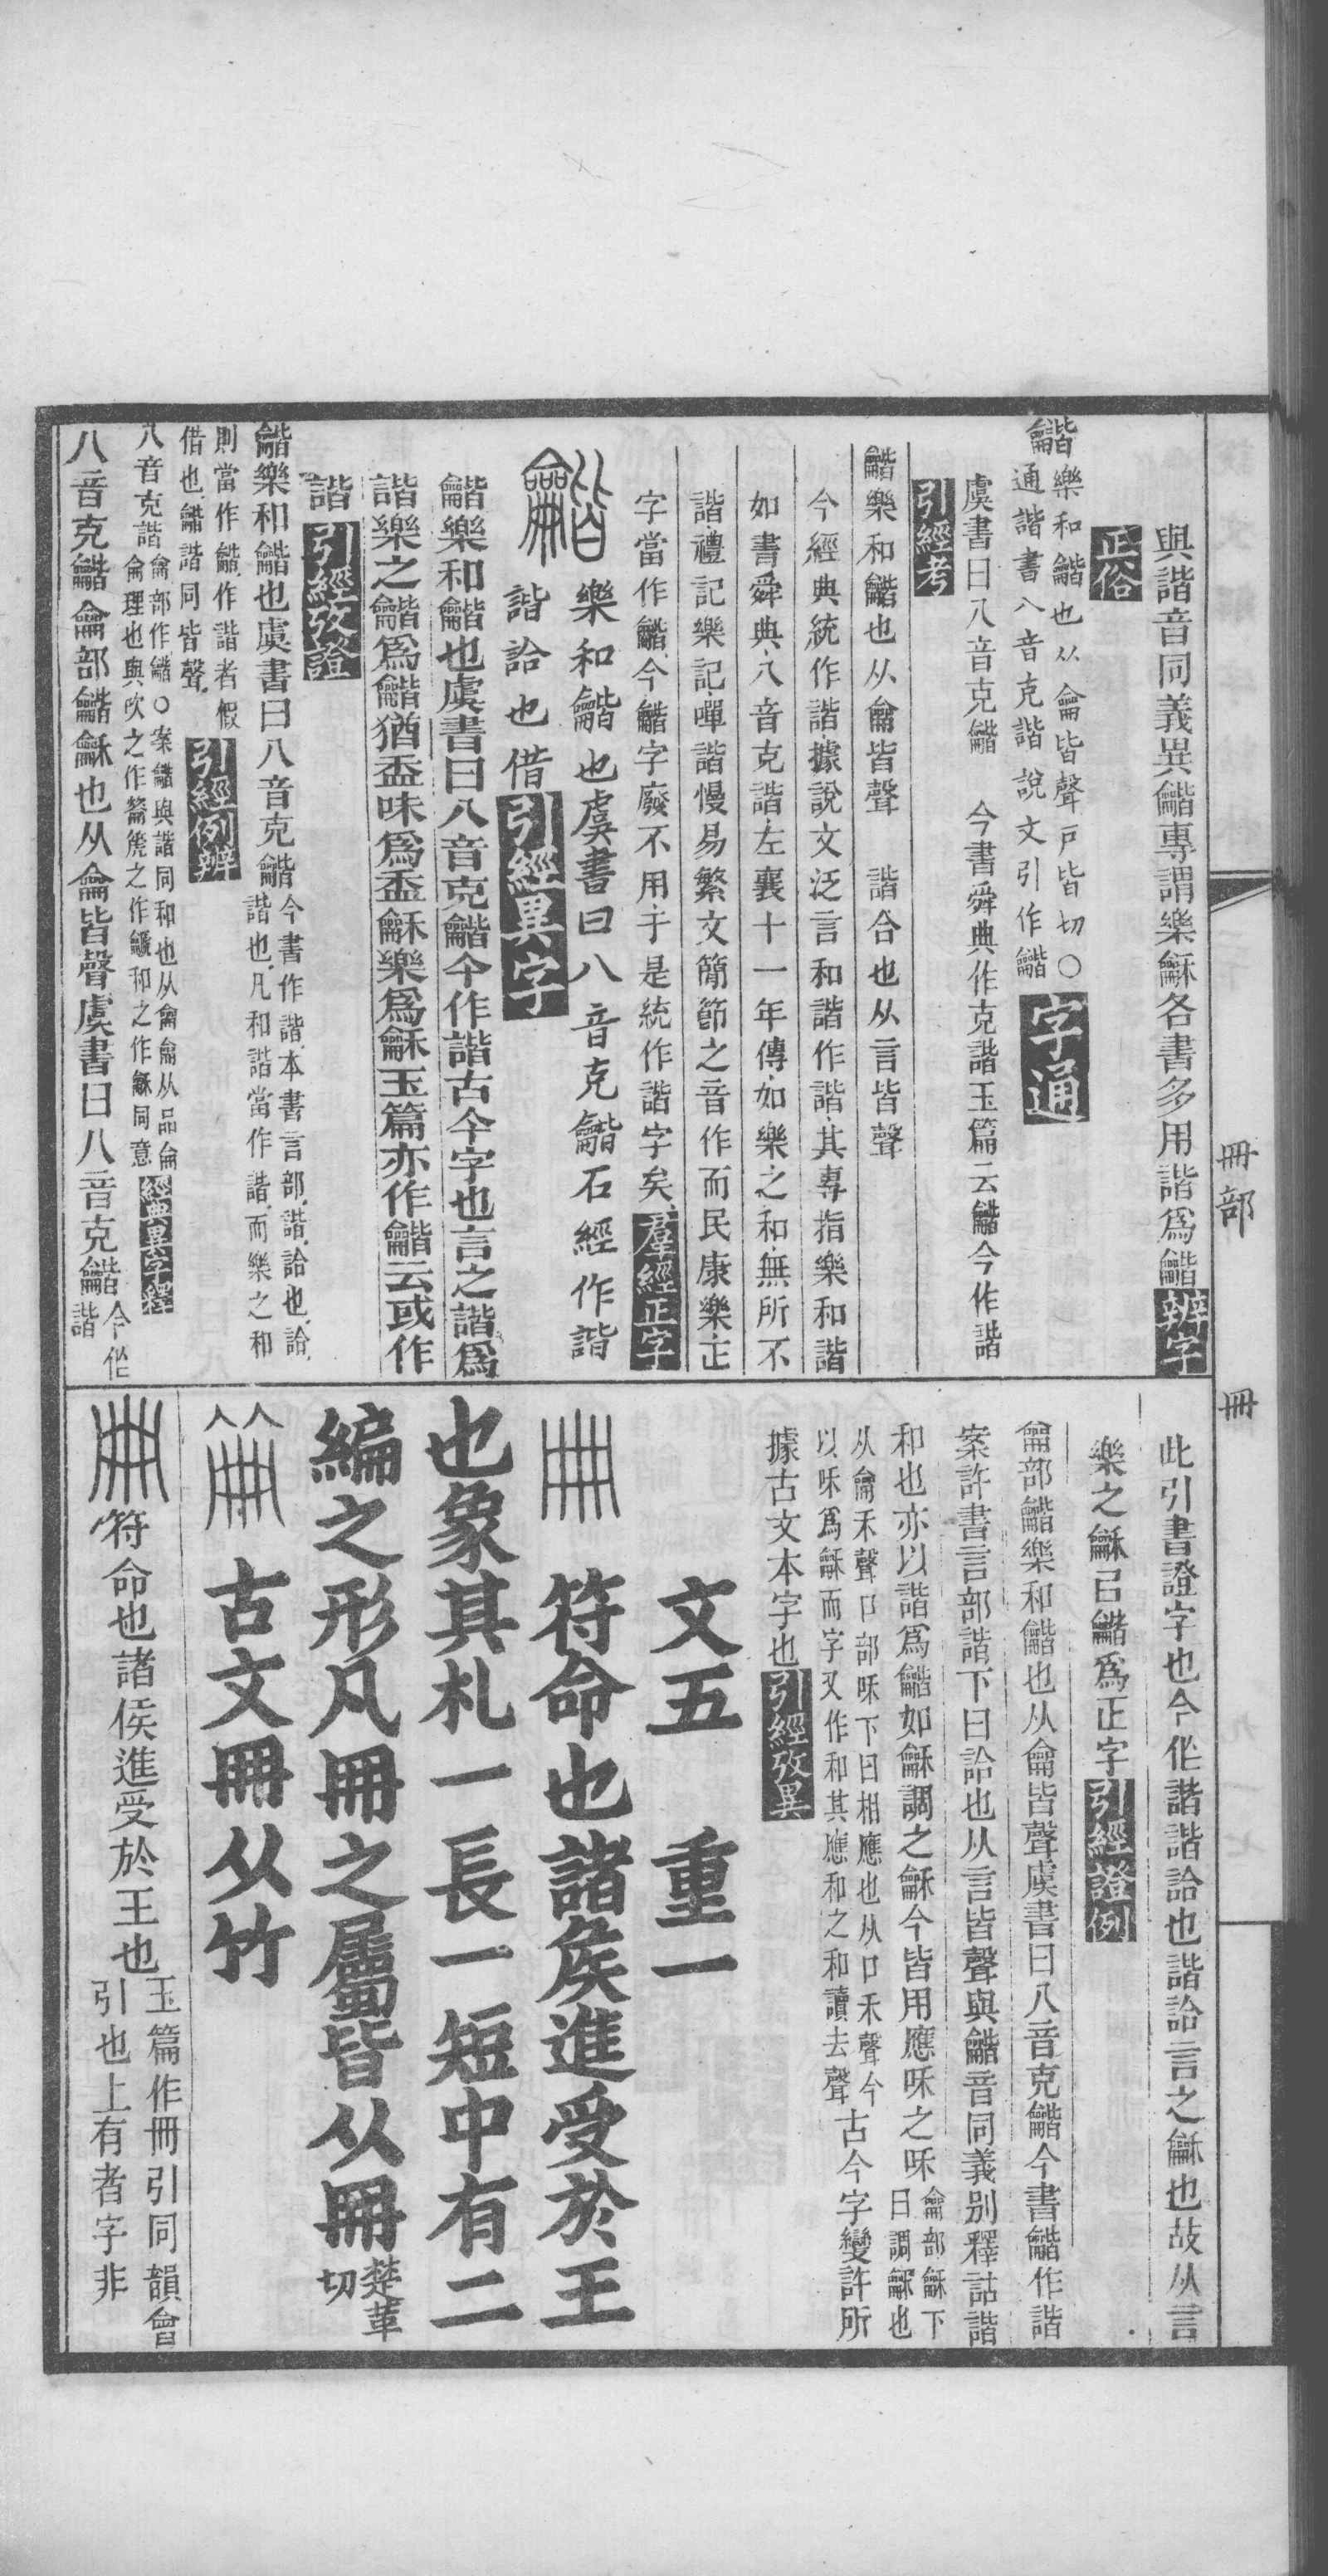 與諧音同義異龤專謂樂龢各書多用諧爲龤辨字
正俗
龤樂和龤也从龠皆聲戸皆切○
通諧書八音克諧說文引作龤字通
虞書曰八音克龤 今書舜典作克諧玉篇云龤今作諧
引經考
龤樂和龤也从龠皆聲 諧合也从言皆聲
今經典統作諧據說文泛言和諧作諧其專指樂和諧
如書舜典八音克諧左襄十一年傳如樂之和無所不
諧禮記樂記嘽諧慢易繁文簡節之音作而民康樂正
字當作龤今龤字廢不用于是統作諧字矣羣經正字
龤 樂和龤也虞書曰八音克龤石經作諧
諧詥也借引經異字
龤樂和龤也虞書曰八音克龤今作諧古今字也言之諧爲
諧樂之龤爲龤猶盉味爲盉龢樂爲龢玉篇亦作龤云或作
諧引經攷證
龤樂和龤也虞書曰八音克龤今書作諧本書言部諧詥也詥
諧也凡和諧當作諧而樂之和
則當作龤作諧者假
借也龤諧同皆聲引經例辨
八音克諧龠部作龤○案龤與諧同和也从龠龠从品侖
侖理也與吹之作籥篪之作䶵和之作龢同意經典異字釋
八音克龤龠部龤龢也从龠皆聲虞書曰八音克龤今作
諧
此引書證字也今作諧諧詥也諧詥言之龢也故从言
樂之龢曰龤爲正字引經證例
龠部龤樂和龤也从龠皆聲虞書曰八音克龤今書龤作諧
案許書言部諧下曰詥也从言皆聲與龤音同義別釋詁諧
和也亦以諧爲龤如龢調之龢今皆用應咊之咊龠部龢下
曰調龢也
从龠禾聲口部咊下曰相應也从口禾聲今
以咊爲龢而字又作和其應和之和讀去聲古今字變許所
據古文本字也引經攷異
文五 重一
冊 符命也諸矦進受於王
也象其札一長一短中有二
編之形凡冊之屬皆从冊楚革
切
古文冊从竹
冊符命也諸侯進受於王也玉篇作冊引同韻會
引也上有者字非
冊部
冊